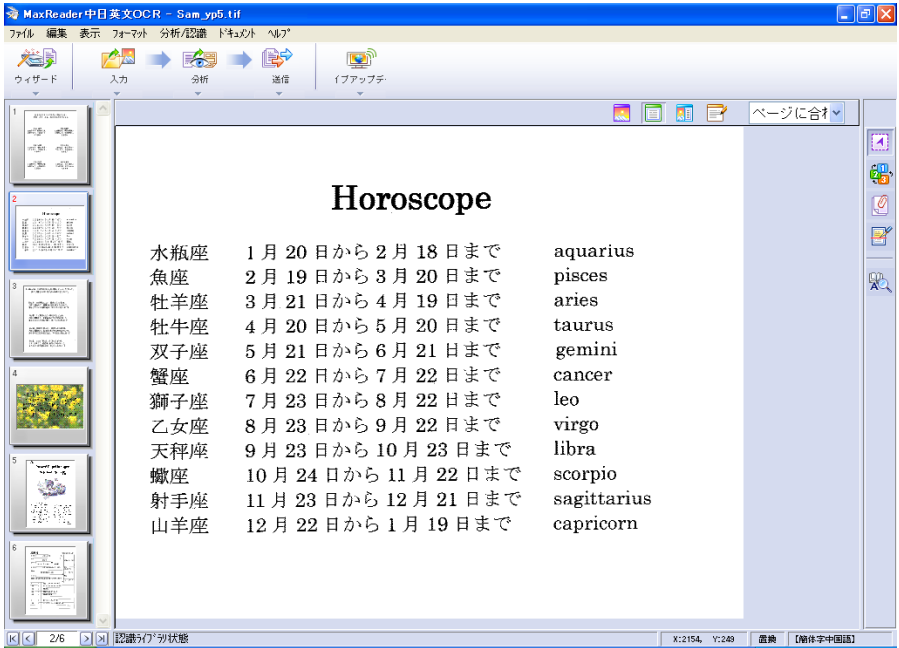 MaxReader中日英文OCR - Sam_yp5.tif
ファイル 編集 表示 フォーマット 分析/認識 ドキュメント ヘルプ
ウィザード 入力 分析 送信 イブアップデ
ページに合わ
1
2
3
4
5
6
Horoscope
水瓶座 1月20日から2月18日まで aquarius
魚座 2月19日から3月20日まで pisces
牡羊座 3月21日から4月19日まで aries
牡牛座 4月20日から5月20日まで taurus
双子座 5月21日から6月21日まで gemini
蟹座 6月22日から7月22日まで cancer
獅子座 7月23日から8月22日まで leo
乙女座 8月23日から9月22日まで virgo
天秤座 9月23日から10月23日まで libra
蠍座 10月24日から11月22日まで scorpio
射手座 11月23日から12月21日まで sagittarius
山羊座 12月22日から1月19日まで capricorn
2/6 認識ライブラリ状態 X:2154, Y:249 置換 【簡体字中国語】